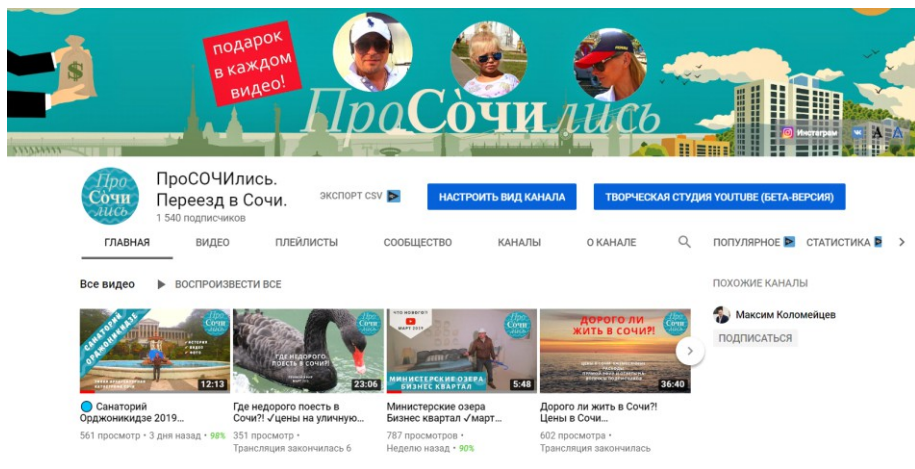 подарок
в каждом
видео!
ПроСочились
Инстаграм
Про
Сочи
лись
ПроСОЧИлись.
Переезд в Сочи.
1 540 подписчиков
ЭКСПОРТ CSV
НАСТРОИТЬ ВИД КАНАЛА
ТВОРЧЕСКАЯ СТУДИЯ YOUTUBE (БЕТА-ВЕРСИЯ)
ГЛАВНАЯ ВИДЕО ПЛЕЙЛИСТЫ СООБЩЕСТВО КАНАЛЫ О КАНАЛЕ ПОПУЛЯРНОЕ СТАТИСТИКА
Все видео ВОСПРОИЗВЕСТИ ВСЕ
САНАТОРИЙ
ОРДЖОНИКИДЗЕ
12:13
Санаторий
Орджоникидзе 2019...
561 просмотр • 3 дня назад • 98%
ГДЕ НЕДОРОГО
ПОЕСТЬ В СОЧИ?!
23:06
Где недорого поесть в
Сочи?! ✓цены на уличную...
351 просмотр •
Трансляция закончилась 6
ЧТО НОВОГО?!
МАРТ 2019
МИНИСТЕРСКИЕ ОЗЕРА
БИЗНЕС КВАРТАЛ
5:48
Министерские озера
Бизнес квартал ✓март...
787 просмотров •
Неделю назад • 90%
ДОРОГО ЛИ
ЖИТЬ В СОЧИ?!
36:40
Дорого ли жить в Сочи?!
Цены в Сочи...
602 просмотра •
Трансляция закончилась
ПОХОЖИЕ КАНАЛЫ
Максим Коломейцев
ПОДПИСАТЬСЯ